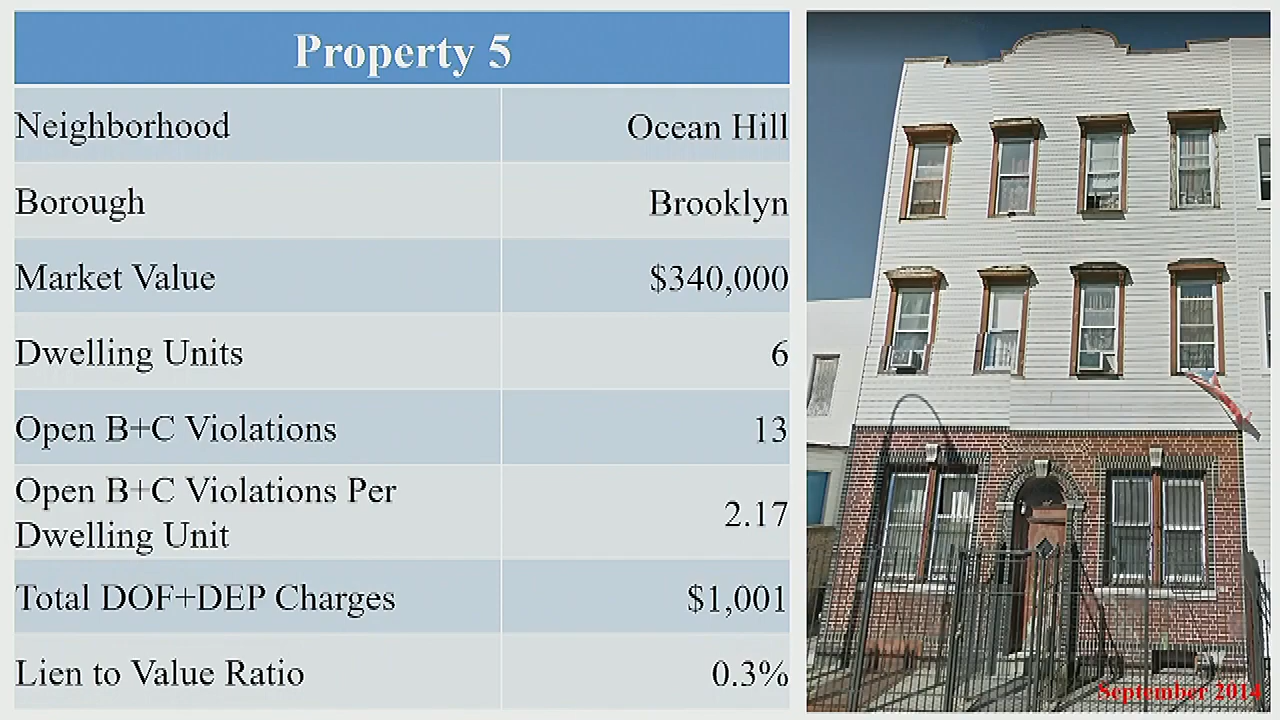 Property 5
Neighborhood Ocean Hill
Borough Brooklyn
Market Value $340,000
Dwelling Units 6
Open B+C Violations 13
Open B+C Violations Per
Dwelling Unit 2.17
Total DOF+DEP Charges $1,001
Lien to Value Ratio 0.3%
September 2014